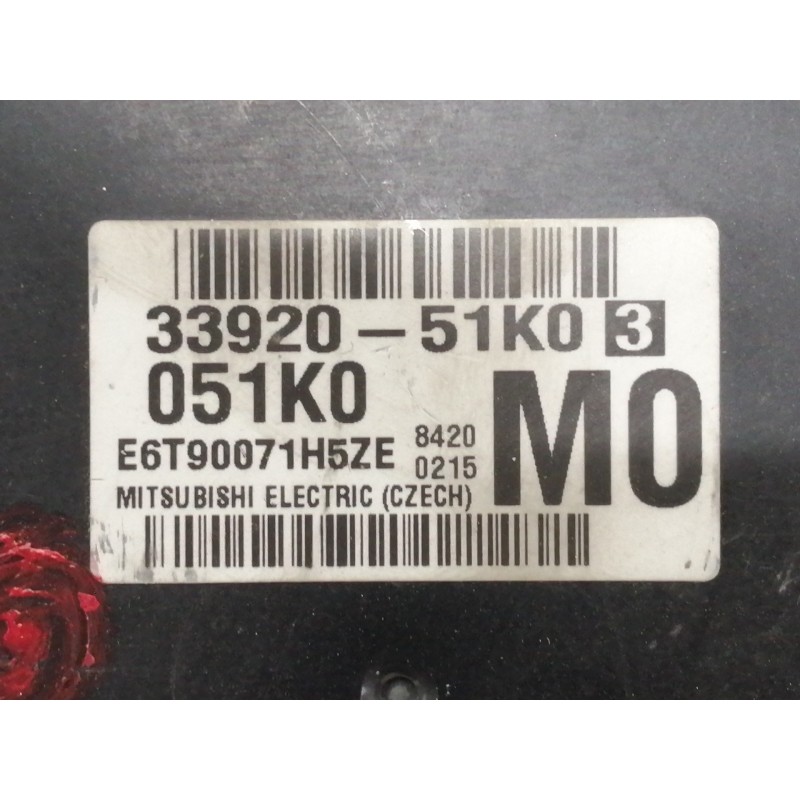 33920-51K0 3
051K0
E6T90071H5ZE
8420
0215
M0
MITSUBISHI ELECTRIC (CZECH)